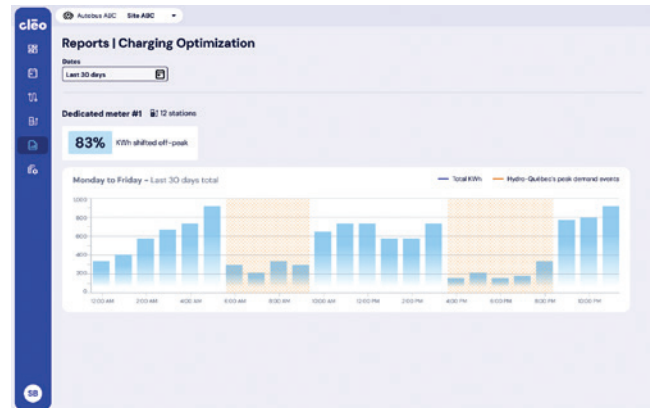 clēo
Autobus ABC Site ABC
Reports | Charging Optimization
Dates
Last 30 days
Dedicated meter #1 12 stations
83% KWh shifted off-peak
Monday to Friday – Last 30 days total
Total KWh Hydro-Québec's peak demand events
1000
800
600
400
200
0
12:00 AM 2:00 AM 4:00 AM 6:00 AM 8:00 AM 10:00 AM 12:00 PM 2:00 PM 4:00 PM 6:00 PM 8:00 PM 10:00 PM
SB